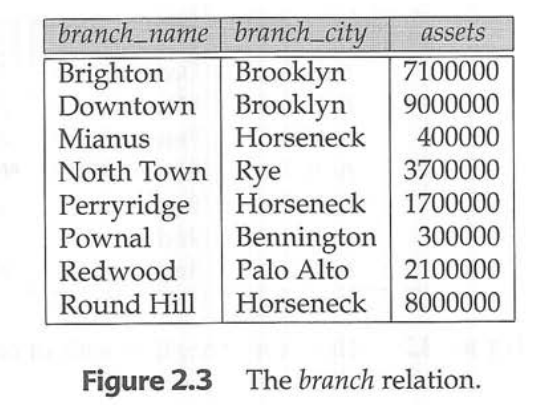 branch_name branch_city assets
Brighton Brooklyn 7100000
Downtown Brooklyn 9000000
Mianus Horseneck 400000
North Town Rye 3700000
Perryridge Horseneck 1700000
Pownal Bennington 300000
Redwood Palo Alto 2100000
Round Hill Horseneck 8000000
Figure 2.3 The branch relation.